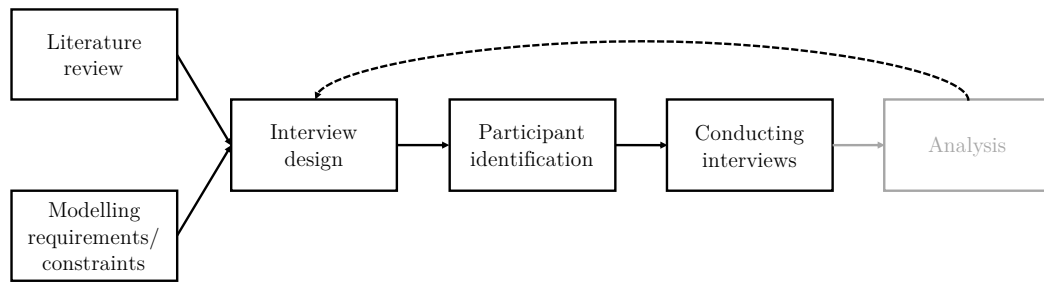 Literature
review
Modelling
requirements/
constraints
Interview
design
Participant
identification
Conducting
interviews
Analysis